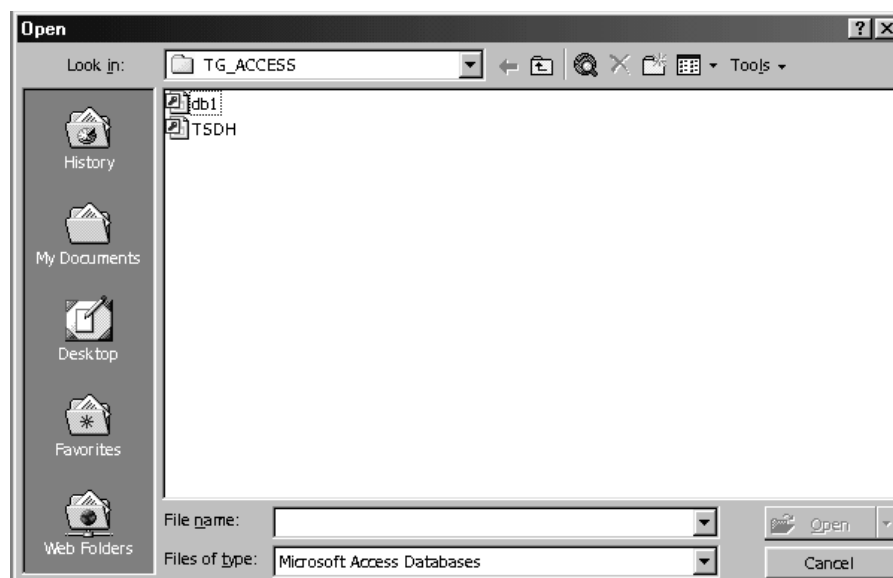 Open
Look in: TG_ACCESS Tools
db1
TSDH
History
My Documents
Desktop
Favorites
Web Folders
File name: Open
Files of type: Microsoft Access Databases Cancel